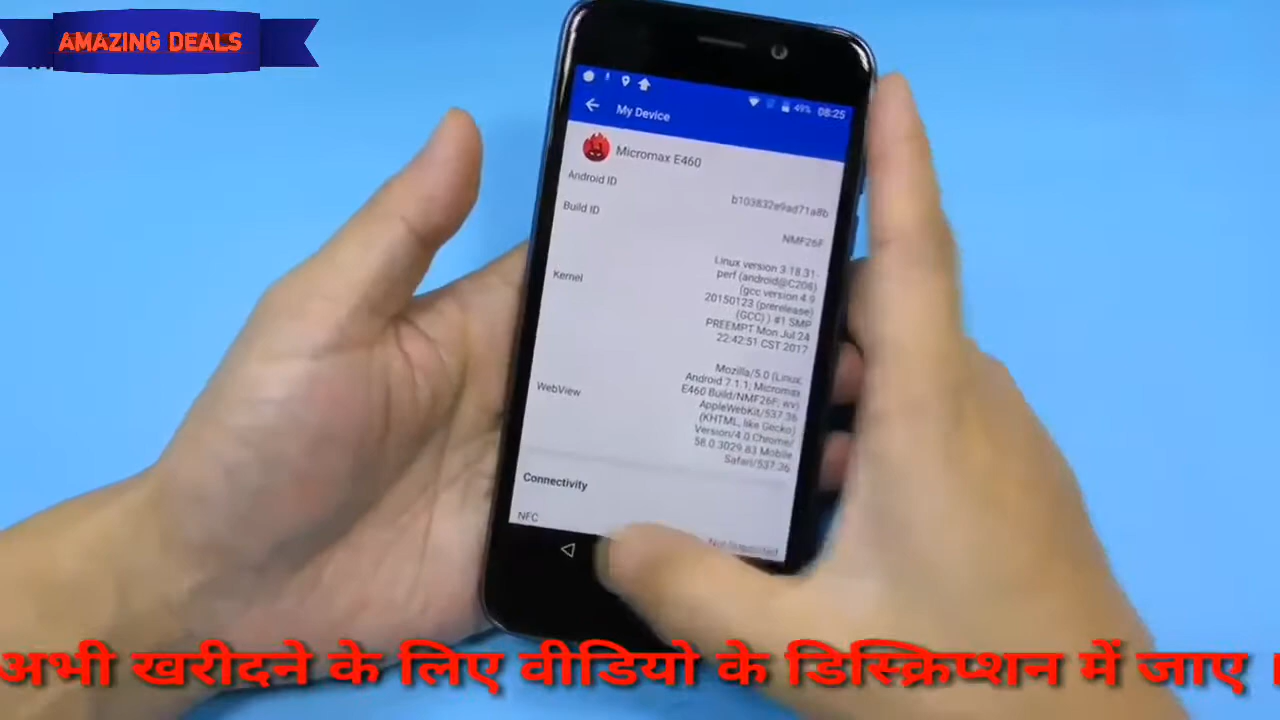 AMAZING DEALS
49% 08:25
My Device
Micromax E460
Android ID
b103832e9ad71a8b
Build ID
NMF26F
Kernel
Linux version 3.18.31-
perf (android@C206)
(gcc version 4.9
20150123 (prerelease)
(GCC) ) #1 SMP
PREEMPT Mon Jul 24
22:42:51 CST 2017
WebView
Mozilla/5.0 (Linux;
Android 7.1.1; Micromax
E460 Build/NMF26F; wv)
AppleWebKit/537.36
(KHTML, like Gecko)
Version/4.0 Chrome/
58.0.3029.83 Mobile
Safari/537.36
Connectivity
NFC
Not
अभी खरीदने के लिए वीडियो के डिस्क्रिप्शन में जाए ।